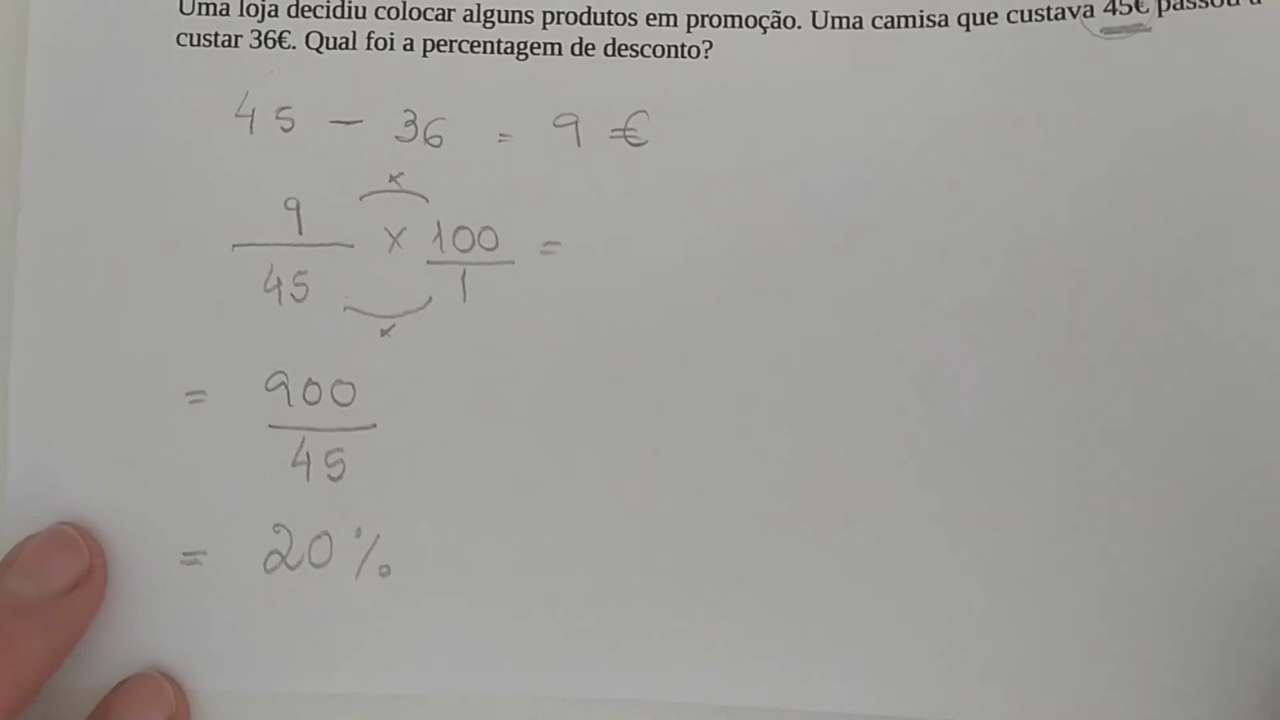 Uma loja decidiu colocar alguns produtos em promoção. Uma camisa que custava 45€ passou a
custar 36€. Qual foi a percentagem de desconto?
45 - 36 = 9 €
x
9 x 100 =
45 1
x
= 900
45
= 20%